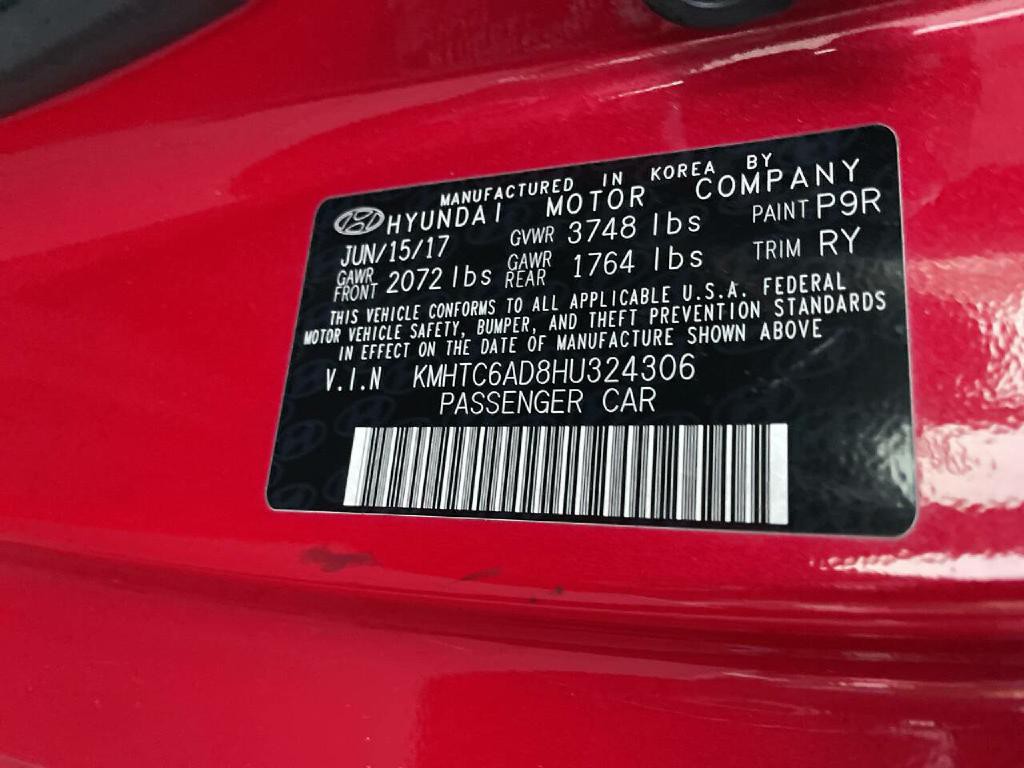 MANUFACTURED IN KOREA BY
HYUNDAI MOTOR COMPANY
JUN/15/17 GVWR 3748 lbs PAINT P9R
GAWR FRONT 2072 lbs GAWR REAR 1764 lbs TRIM RY
THIS VEHICLE CONFORMS TO ALL APPLICABLE U.S.A. FEDERAL
MOTOR VEHICLE SAFETY, BUMPER, AND THEFT PREVENTION STANDARDS
IN EFFECT ON THE DATE OF MANUFACTURE SHOWN ABOVE
V.I.N KMHTC6AD8HU324306
PASSENGER CAR